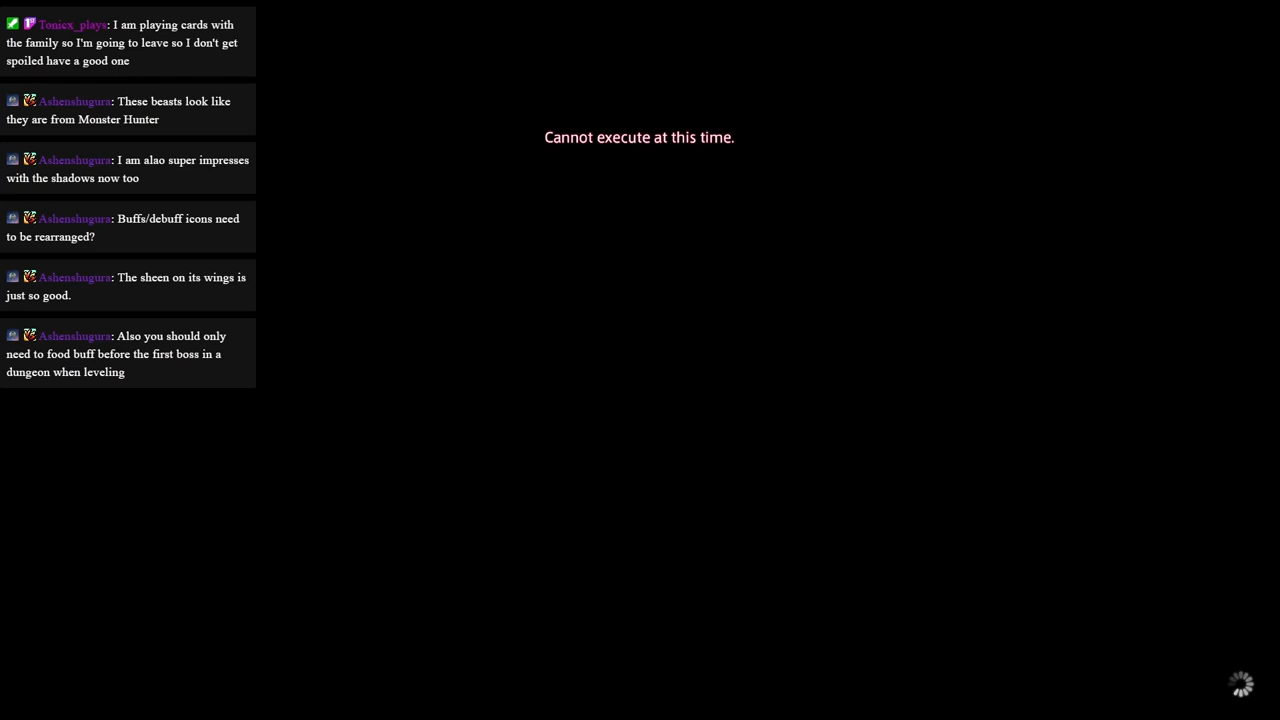 Tonicx_plays: I am playing cards with
the family so I'm going to leave so I don't get
spoiled have a good one
Ashenshugura: These beasts look like
they are from Monster Hunter
Ashenshugura: I am alao super impresses
with the shadows now too
Ashenshugura: Buffs/debuff icons need
to be rearranged?
Ashenshugura: The sheen on its wings is
just so good.
Ashenshugura: Also you should only
need to food buff before the first boss in a
dungeon when leveling
Cannot execute at this time.